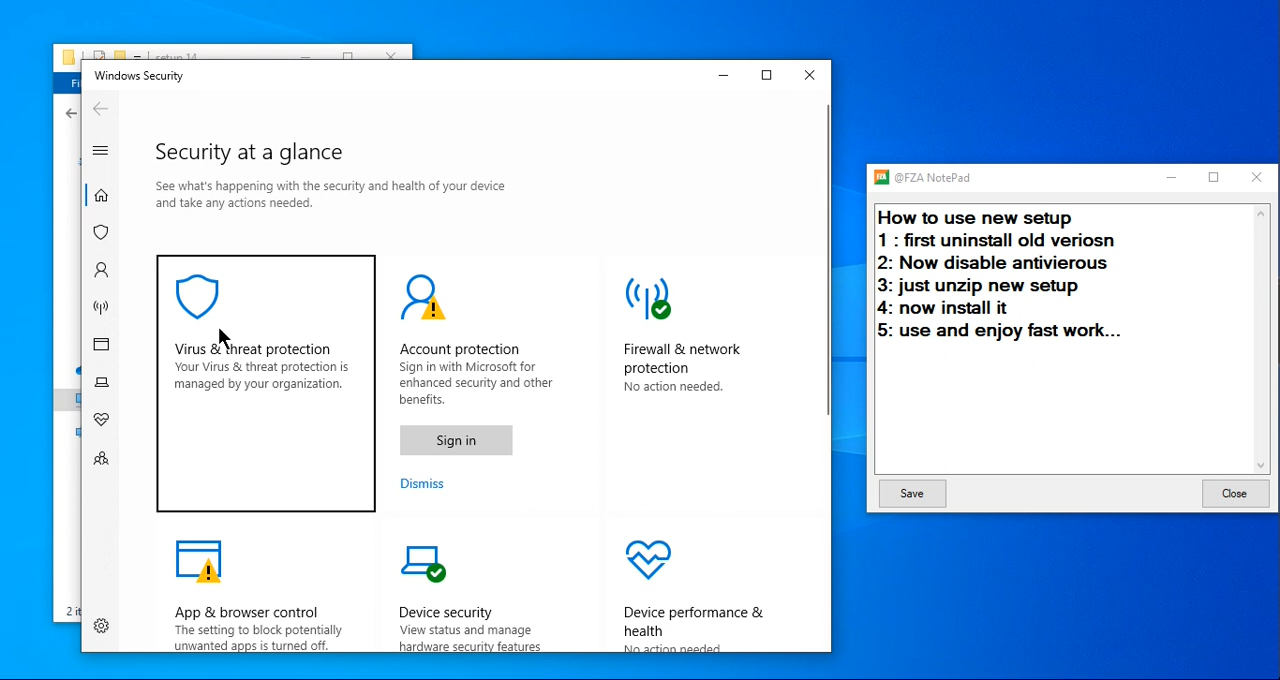 setup 14
Fi
Windows Security
Security at a glance
See what's happening with the security and health of your device
and take any actions needed.
Virus & threat protection
Your Virus & threat protection is
managed by your organization.
Account protection
Sign in with Microsoft for
enhanced security and other
benefits.
Sign in
Dismiss
Firewall & network
protection
No action needed.
App & browser control
The setting to block potentially
unwanted apps is turned off.
Device security
View status and manage
hardware security features
Device performance &
health
No action needed.
2 it
@FZA NotePad
How to use new setup
1 : first uninstall old veriosn
2: Now disable antivierous
3: just unzip new setup
4: now install it
5: use and enjoy fast work...
Save
Close